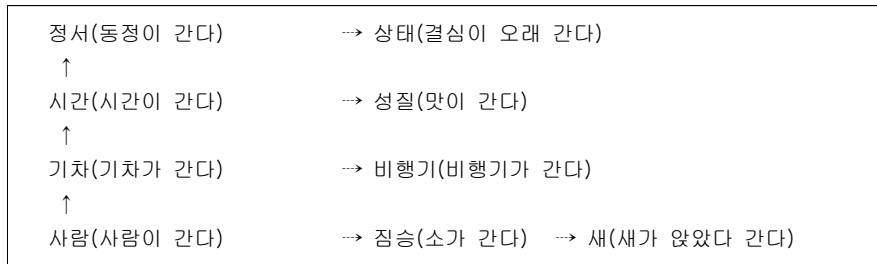 정서(동정이 간다) ┈→ 상태(결심이 오래 간다)
↑
시간(시간이 간다) ┈→ 성질(맛이 간다)
↑
기차(기차가 간다) ┈→ 비행기(비행기가 간다)
↑
사람(사람이 간다) ┈→ 짐승(소가 간다) ┈→ 새(새가 앉았다 간다)